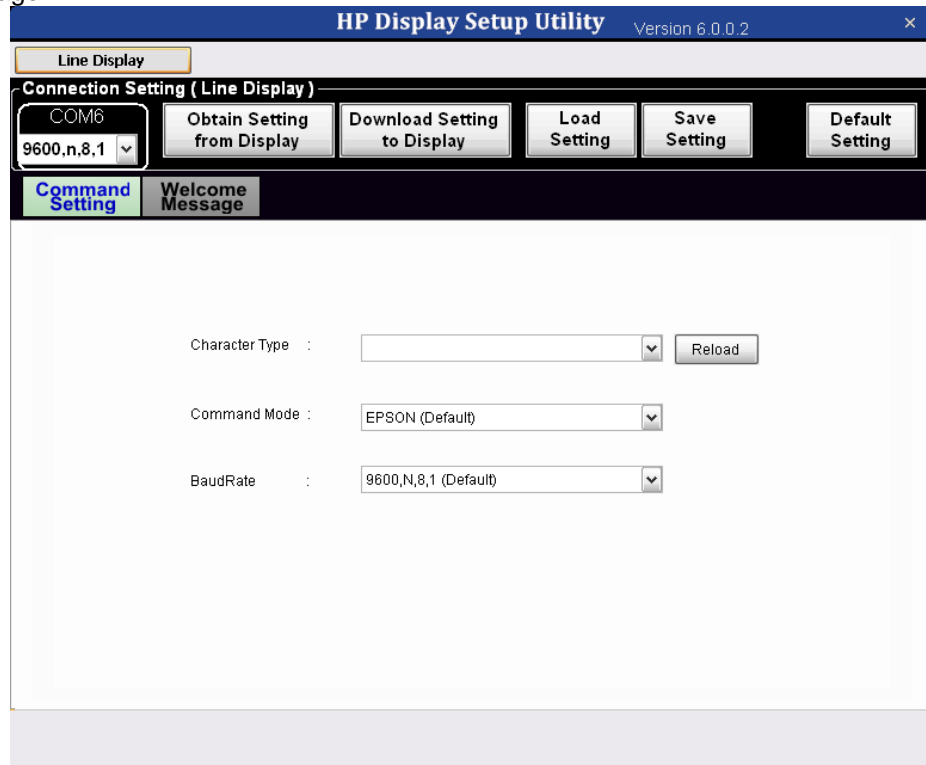 HP Display Setup Utility Version 6.0.0.2 ×
Line Display
Connection Setting ( Line Display )
COM6
9600,n,8,1
Obtain Setting
from Display
Download Setting
to Display
Load
Setting
Save
Setting
Default
Setting
Command
Setting
Welcome
Message
Character Type :
Reload
Command Mode : EPSON (Default)
BaudRate : 9600,N,8,1 (Default)